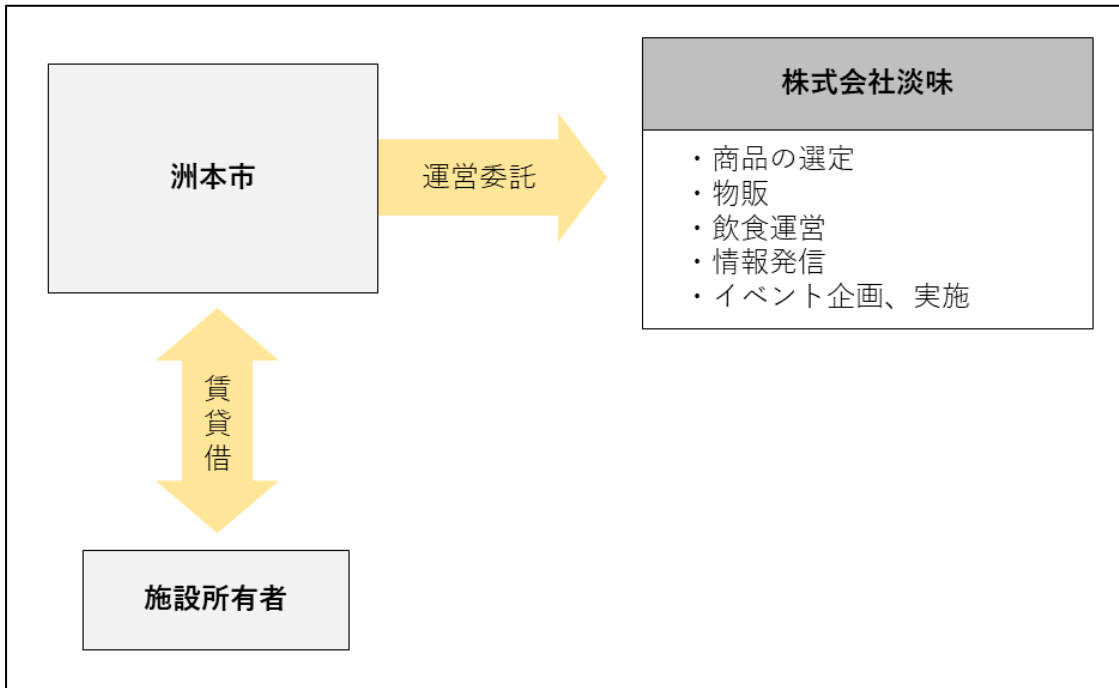 洲本市
運営委託
株式会社淡味
・商品の選定
・物販
・飲食運営
・情報発信
・イベント企画、実施
賃貸借
施設所有者